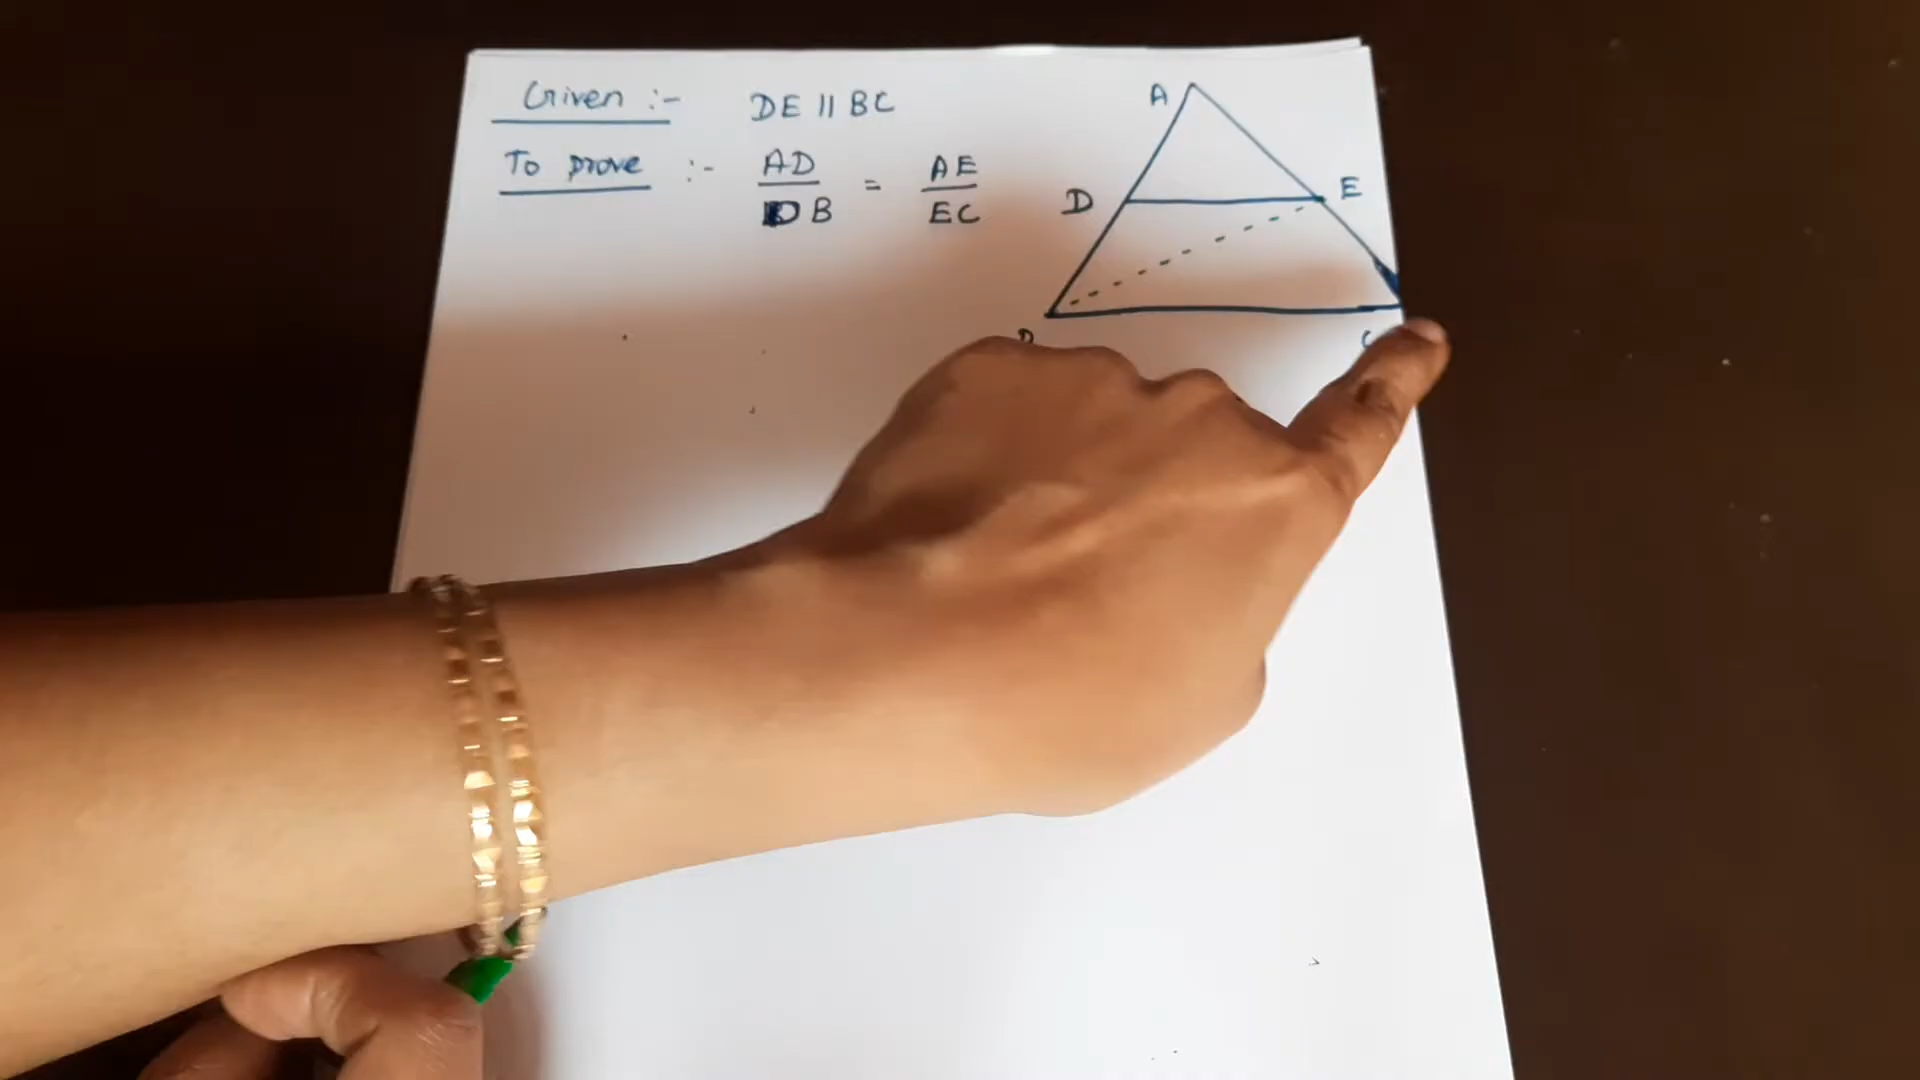 Given :- DE || BC
To prove :- AD/DB = AE/EC
A
D E
B C